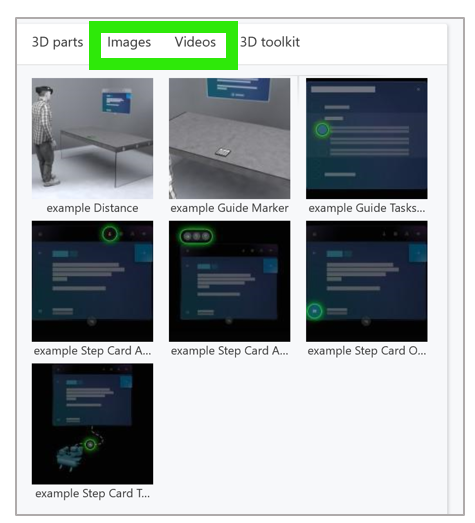 3D parts Images Videos 3D toolkit
example Distance example Guide Marker example Guide Tasks...
example Step Card A... example Step Card A... example Step Card O...
example Step Card T...